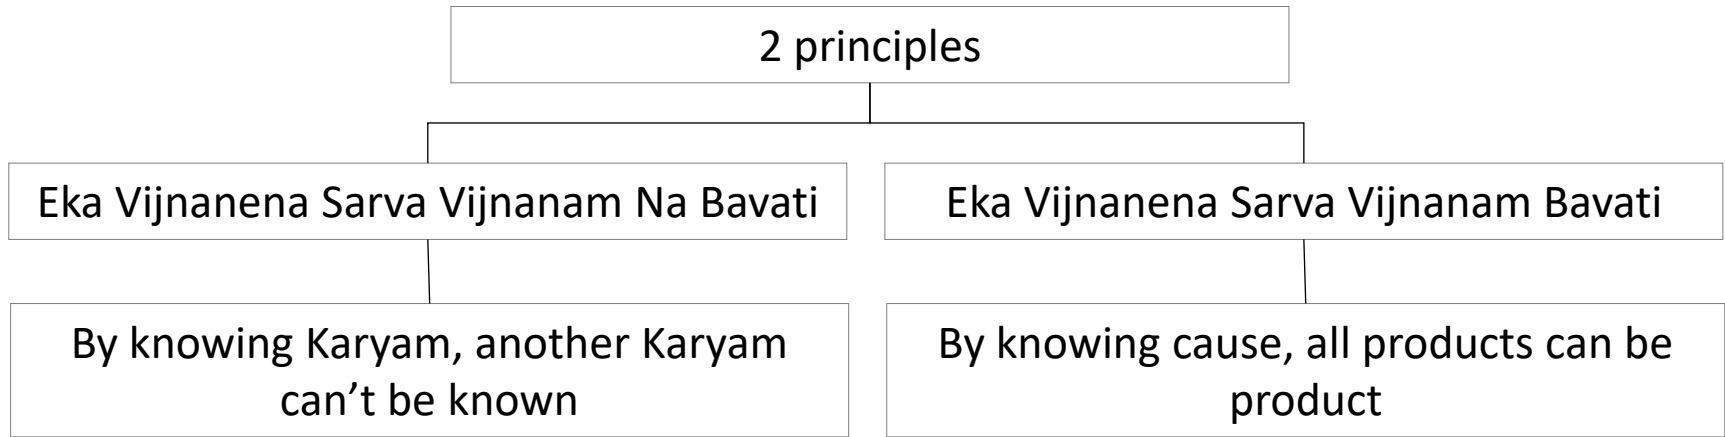 2 principles
Eka Vijnanena Sarva Vijnanam Na Bavati
Eka Vijnanena Sarva Vijnanam Bavati
By knowing Karyam, another Karyam
can’t be known
By knowing cause, all products can be
product